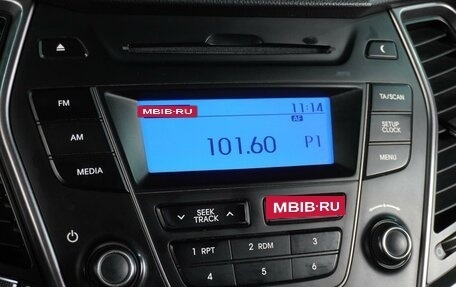 FM
AM
MEDIA
MBIB.RU
11:14
AF
101.60 P1
TA/SCAN
SETUP
CLOCK
MENU
SEEK
TRACK
MBIB.RU
1 RPT
2 RDM
3
4
5
6